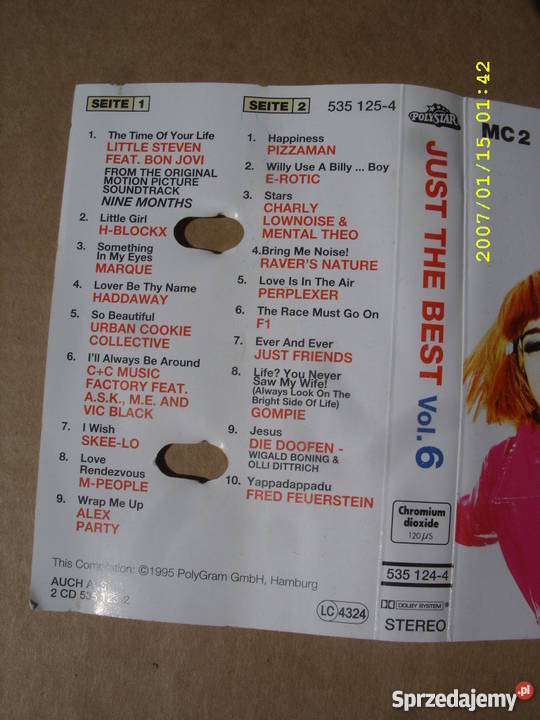 SEITE 1
1. The Time Of Your Life
LITTLE STEVEN
FEAT. BON JOVI
FROM THE ORIGINAL
MOTION PICTURE
SOUNDTRACK
NINE MONTHS
2. Little Girl
H-BLOCKX
3. Something
In My Eyes
MARQUE
4. Lover Be Thy Name
HADDAWAY
5. So Beautiful
URBAN COOKIE
COLLECTIVE
6. I'll Always Be Around
C+C MUSIC
FACTORY FEAT.
A.S.K., M.E. AND
VIC BLACK
7. I Wish
SKEE-LO
8. Love
Rendezvous
M-PEOPLE
9. Wrap Me Up
ALEX
PARTY
This Compilation: ©1995 PolyGram GmbH, Hamburg
AUCH ALS
2 CD 535 123-2
SEITE 2 535 125-4
1. Happiness
PIZZAMAN
2. Willy Use A Billy ... Boy
E-ROTIC
3. Stars
CHARLY
LOWNOISE &
MENTAL THEO
4. Bring Me Noise!
RAVER'S NATURE
5. Love Is In The Air
PERPLEXER
6. The Race Must Go On
F1
7. Ever And Ever
JUST FRIENDS
8. Life? You Never
Saw My Wife!
(Always Look On The
Bright Side Of Life)
GOMPIE
9. Jesus
DIE DOOFEN -
WIGALD BONING &
OLLI DITTRICH
10. Yappadappadu
FRED FEUERSTEIN
LC 4324
POLYSTAR
JUST THE BEST Vol.6
Chromium
dioxide
120 µS
535 124-4
DOLBY SYSTEM
STEREO
MC 2
2007/01/15 01:42
Sprzedajemy.pl